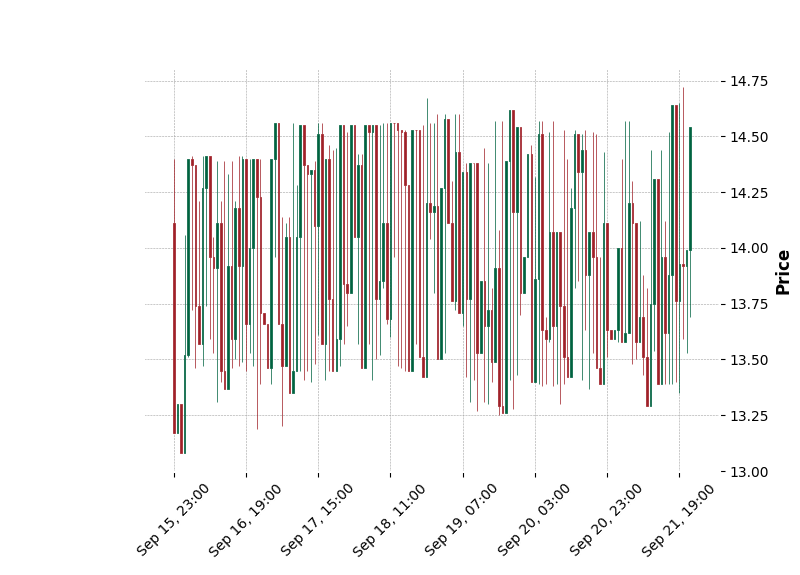 14.75
14.50
14.25
14.00
13.75
13.50
13.25
13.00
Price
Sep 15, 23:00
Sep 16, 19:00
Sep 17, 15:00
Sep 18, 11:00
Sep 19, 07:00
Sep 20, 03:00
Sep 20, 23:00
Sep 21, 19:00